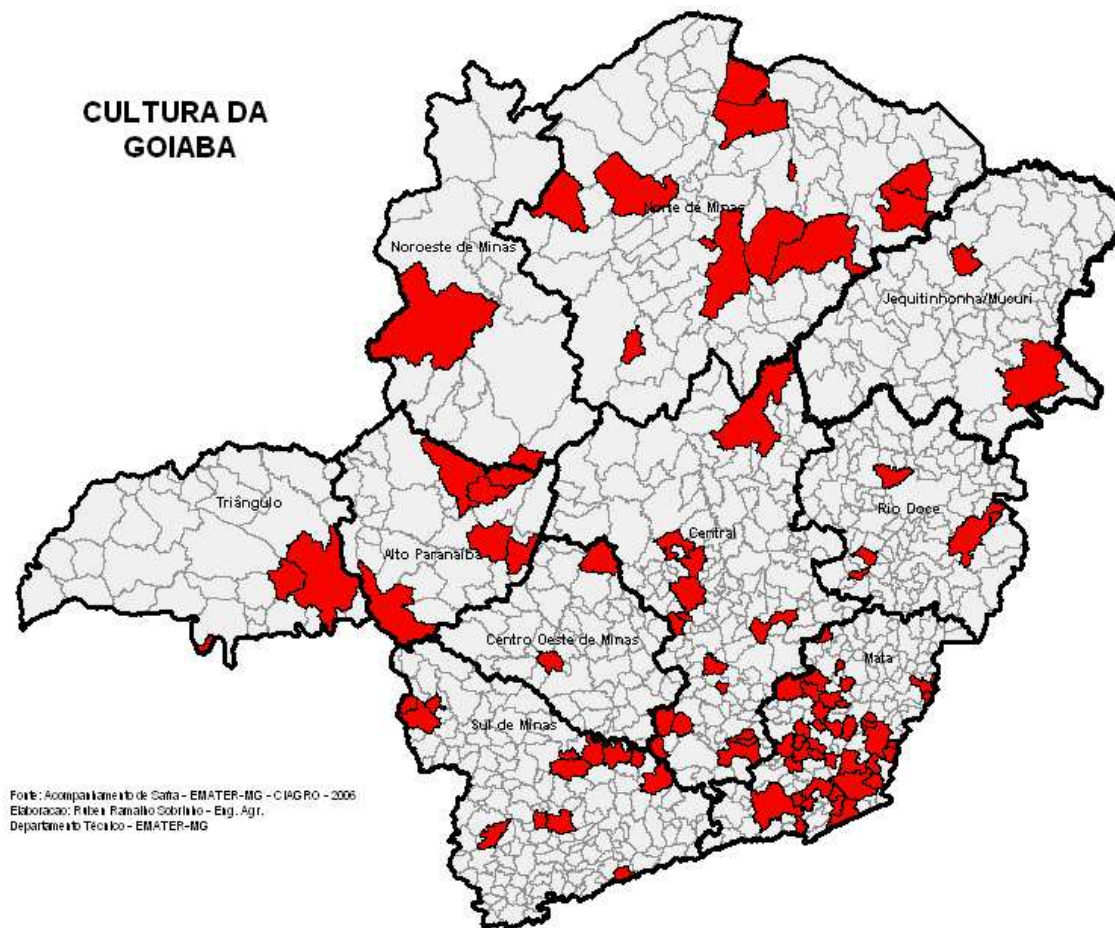 CULTURA DA
GOIABA
Norte de Minas
Noroeste de Minas
Jequitinhonha/Mucuri
Triângulo
Rio Doce
Central
Alto Paranaíba
Centro Oeste de Minas
Mata
Sul de Minas
Fonte: Acompanhamento de Safra - EMATER-MG - CIAGRO - 2006
Elaboracao: Ruben Ramalho Sobrinho - Eng. Agr.
Departamento Técnico - EMATER-MG